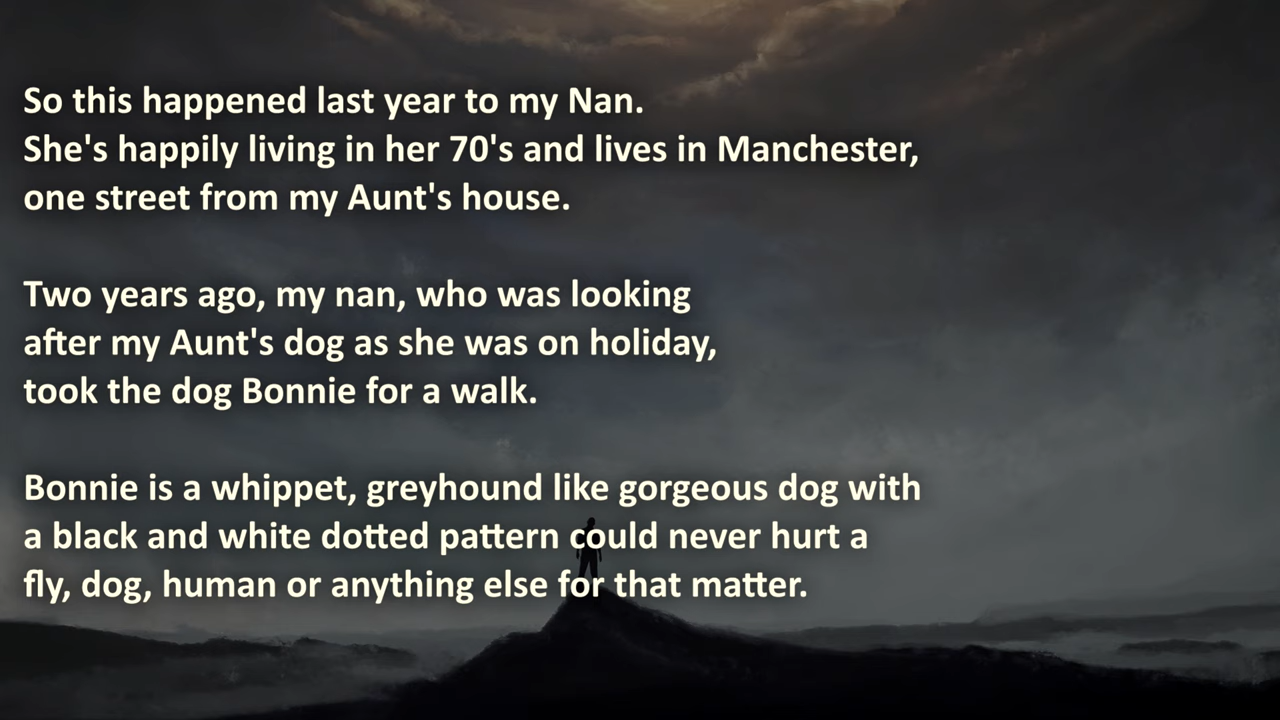 So this happened last year to my Nan.
She's happily living in her 70's and lives in Manchester,
one street from my Aunt's house.
Two years ago, my nan, who was looking
after my Aunt's dog as she was on holiday,
took the dog Bonnie for a walk.
Bonnie is a whippet, greyhound like gorgeous dog with
a black and white dotted pattern could never hurt a
fly, dog, human or anything else for that matter.